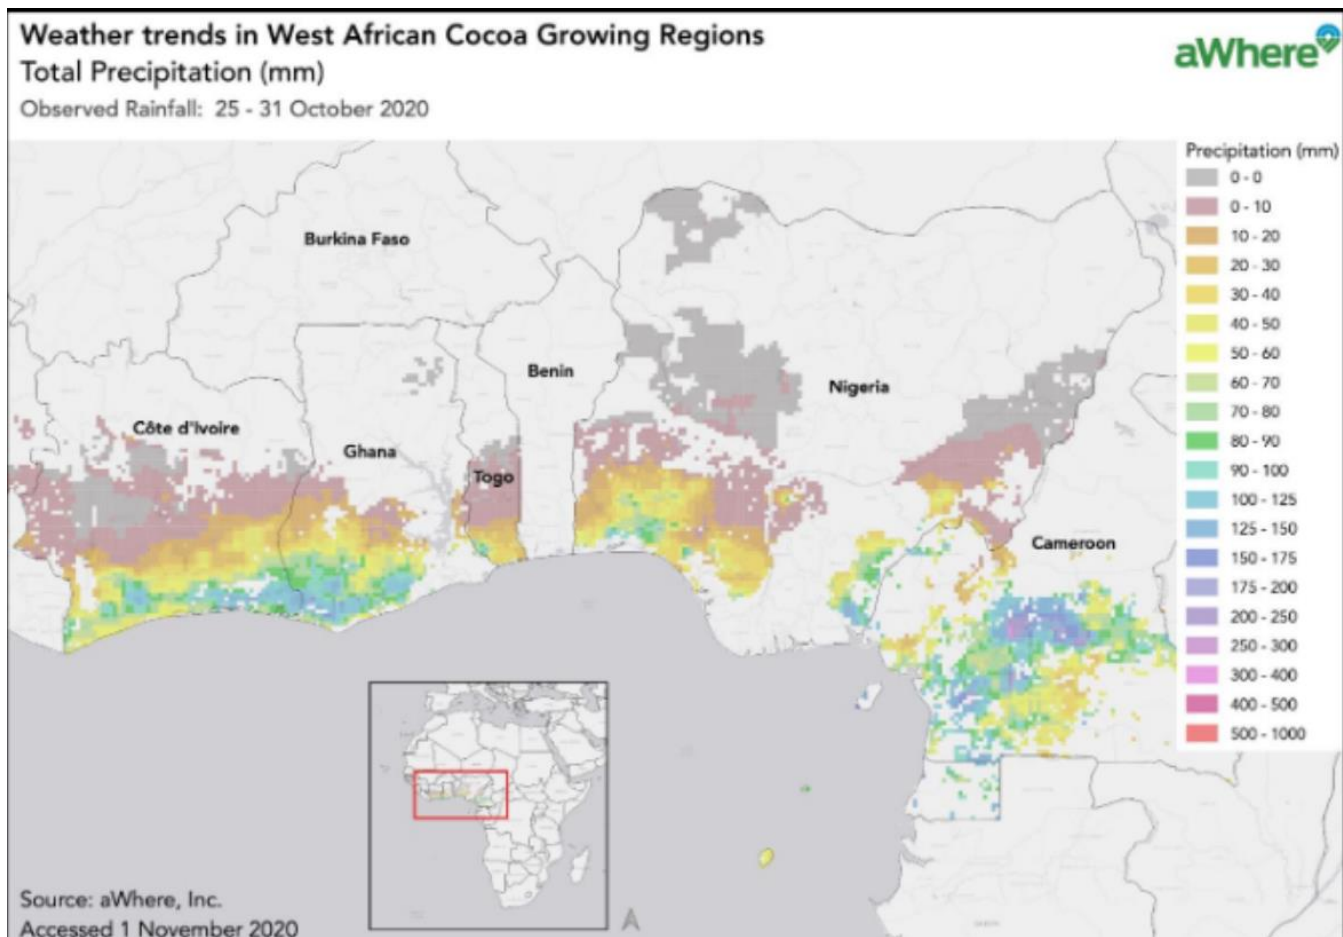 Weather trends in West African Cocoa Growing Regions
Total Precipitation (mm)
Observed Rainfall: 25 - 31 October 2020
aWhere
Precipitation (mm)
0 - 0
0 - 10
10 - 20
20 - 30
30 - 40
40 - 50
50 - 60
60 - 70
70 - 80
80 - 90
90 - 100
100 - 125
125 - 150
150 - 175
175 - 200
200 - 250
250 - 300
300 - 400
400 - 500
500 - 1000
Burkina Faso
Benin
Nigeria
Côte d'Ivoire
Ghana
Togo
Cameroon
Source: aWhere, Inc.
Accessed 1 November 2020